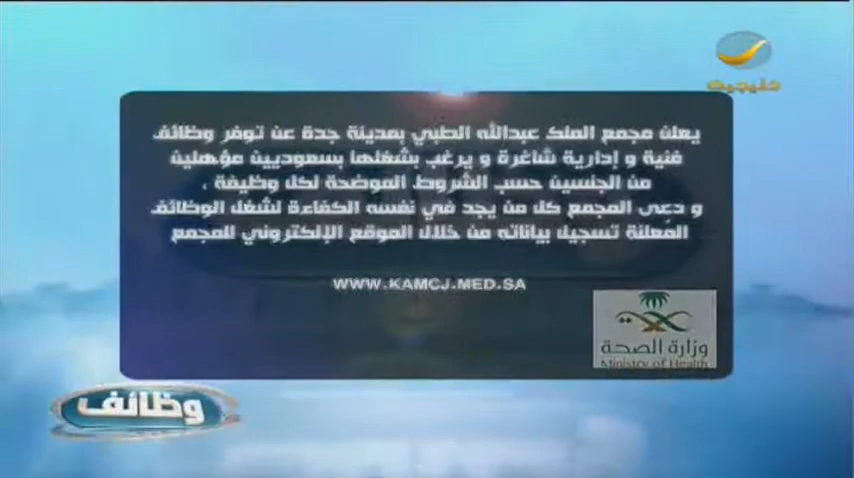 خليجية
يعلن مجمع الملك عبدالله الطبي بمدينة جدة عن توفر وظائف
فنية و إدارية شاغرة و يرغب بشغلها بسعوديين مؤهلين
من الجنسين حسب الشروط الموضحة لكل وظيفة ،
و دعى المجمع كل من يجد في نفسه الكفاءة لشغل الوظائف
المُعلنة تسجيل بياناته من خلال الموقع الإلكتروني للمجمع
WWW.KAMCJ.MED.SA
وزارة الصحة
Ministry of Health
وظائف